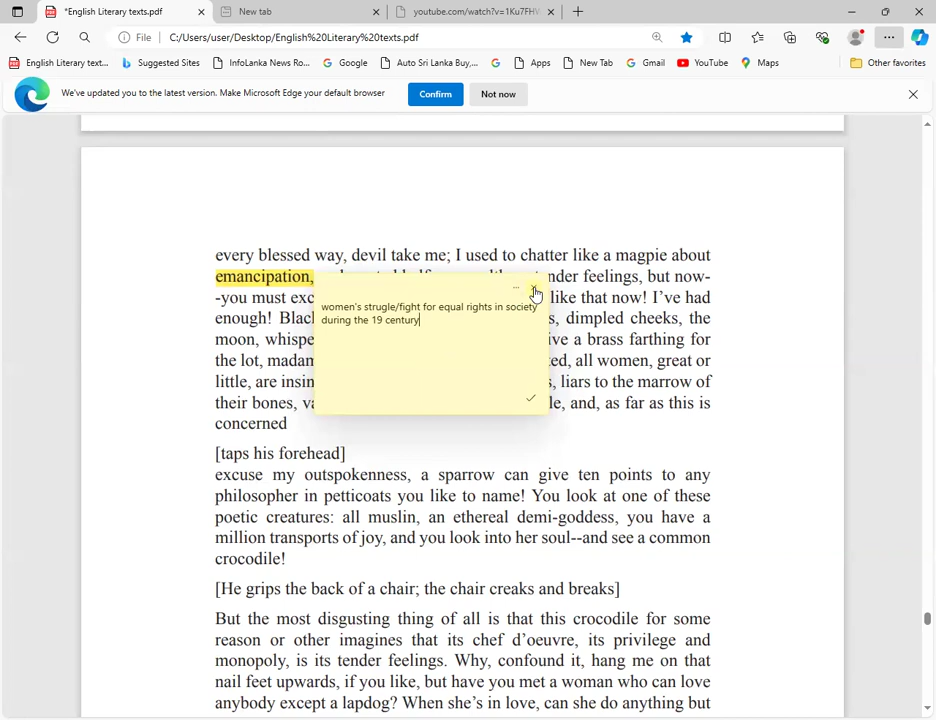 *English Literary texts.pdf
New tab
youtube.com/watch?v=1Ku7FHV
File
C:/Users/user/Desktop/English%20Literary%20texts.pdf
English Literary text... Suggested Sites InfoLanka News Ro... Google Auto Sri Lanka Buy,... Apps New Tab Gmail YouTube Maps Other favorites
We've updated you to the latest version. Make Microsoft Edge your default browser Confirm Not now
every blessed way, devil take me; I used to chatter like a magpie about
emancipation, nder feelings, but now-
-you must exc like that now! I've had
women's strugle/fight for equal rights in society
during the 19 century
enough! Blac s, dimpled cheeks, the
moon, whispe ive a brass farthing for
the lot, madam ed, all women, great or
little, are insin s, liars to the marrow of
their bones, va le, and, as far as this is
concerned
[taps his forehead]
excuse my outspokenness, a sparrow can give ten points to any
philosopher in petticoats you like to name! You look at one of these
poetic creatures: all muslin, an ethereal demi-goddess, you have a
million transports of joy, and you look into her soul--and see a common
crocodile!
[He grips the back of a chair; the chair creaks and breaks]
But the most disgusting thing of all is that this crocodile for some
reason or other imagines that its chef d'oeuvre, its privilege and
monopoly, is its tender feelings. Why, confound it, hang me on that
nail feet upwards, if you like, but have you met a woman who can love
anybody except a lapdog? When she's in love, can she do anything but